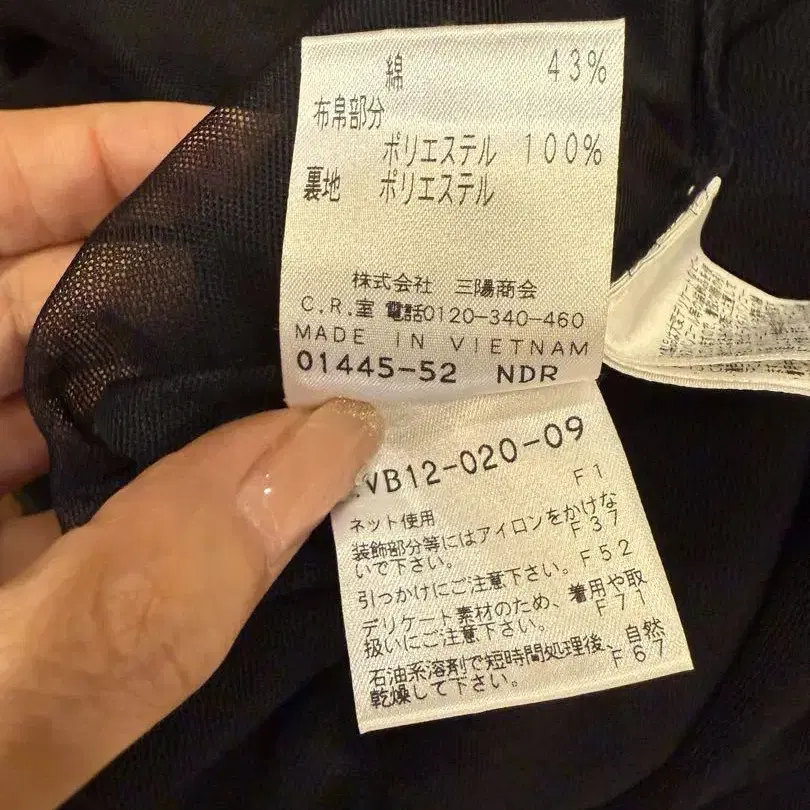 綿 43%
布帛部分
ポリエステル 100%
裏地 ポリエステル
株式会社 三陽商会
C.R.室 電話0120-340-460
MADE IN VIETNAM
01445-52 NDR
VB12-020-09
F1
ネット使用
装飾部分等にはアイロンをかけな
F37
いで下さい。
引っかけにご注意下さい。F52
デリケート素材のため、着用や取
F71
扱いにご注意下さい。
石油系溶剤で短時間処理後、自然
F67
乾燥して下さい。